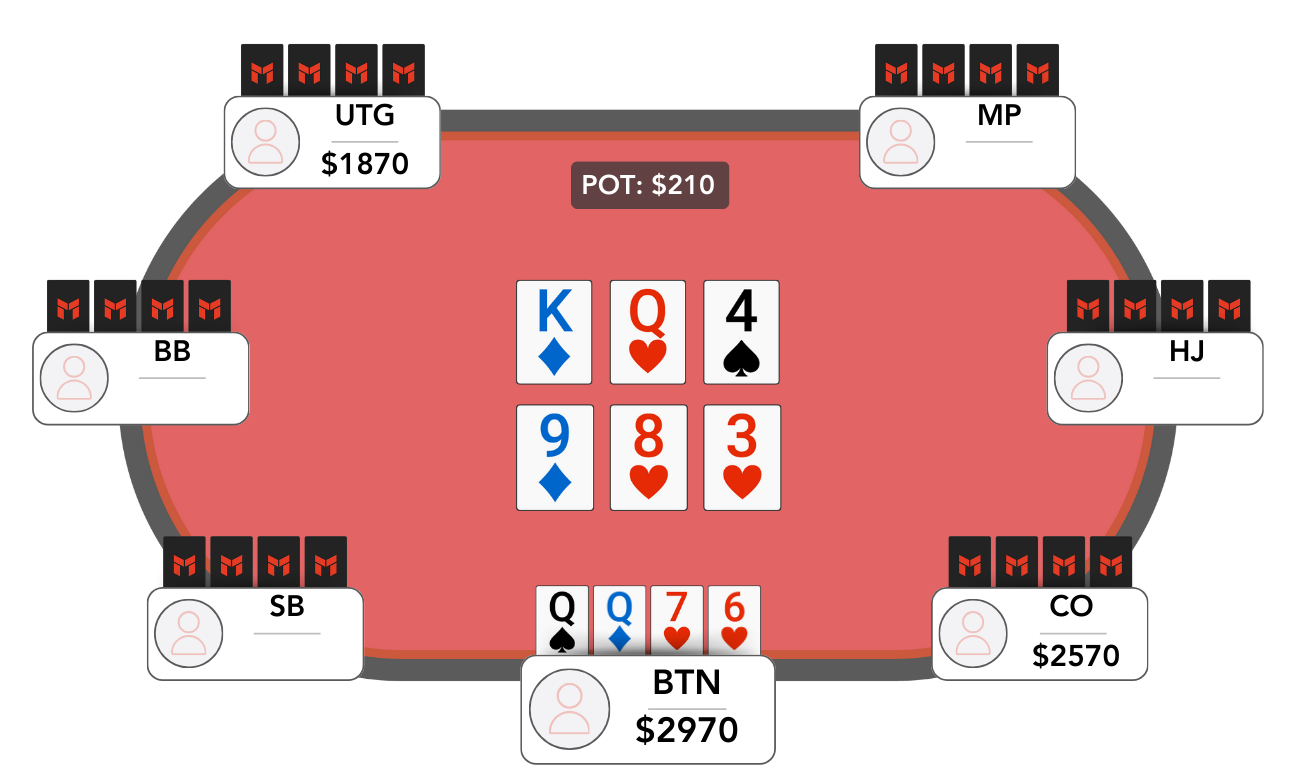 UTG
$1870
MP
POT: $210
K Q 4
BB
HJ
9 8 3
SB
Q Q 7 6
CO
$2570
BTN
$2970